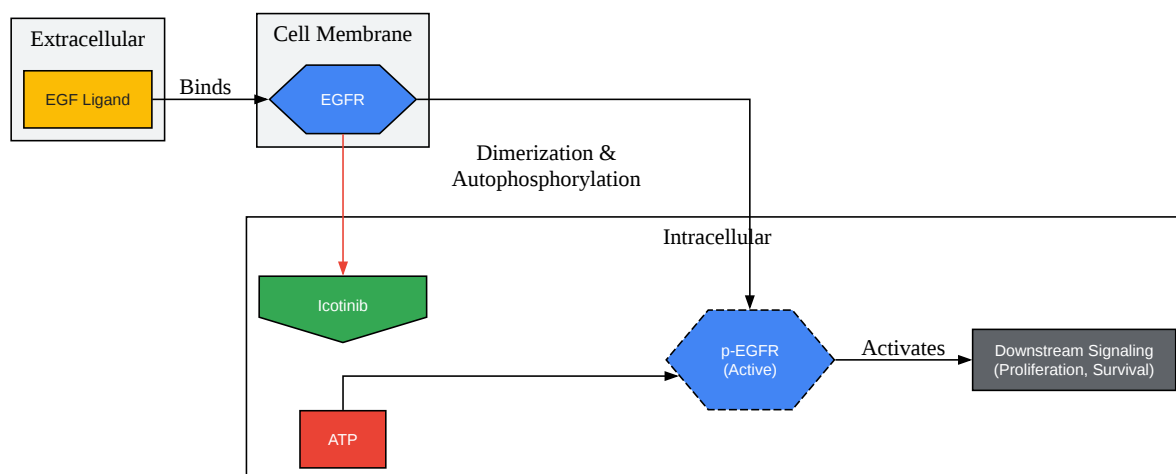 Extracellular
EGF Ligand
Binds
Cell Membrane
EGFR
Dimerization &
Autophosphorylation
Intracellular
Icotinib
p-EGFR
(Active)
Activates
Downstream Signaling
(Proliferation, Survival)
ATP